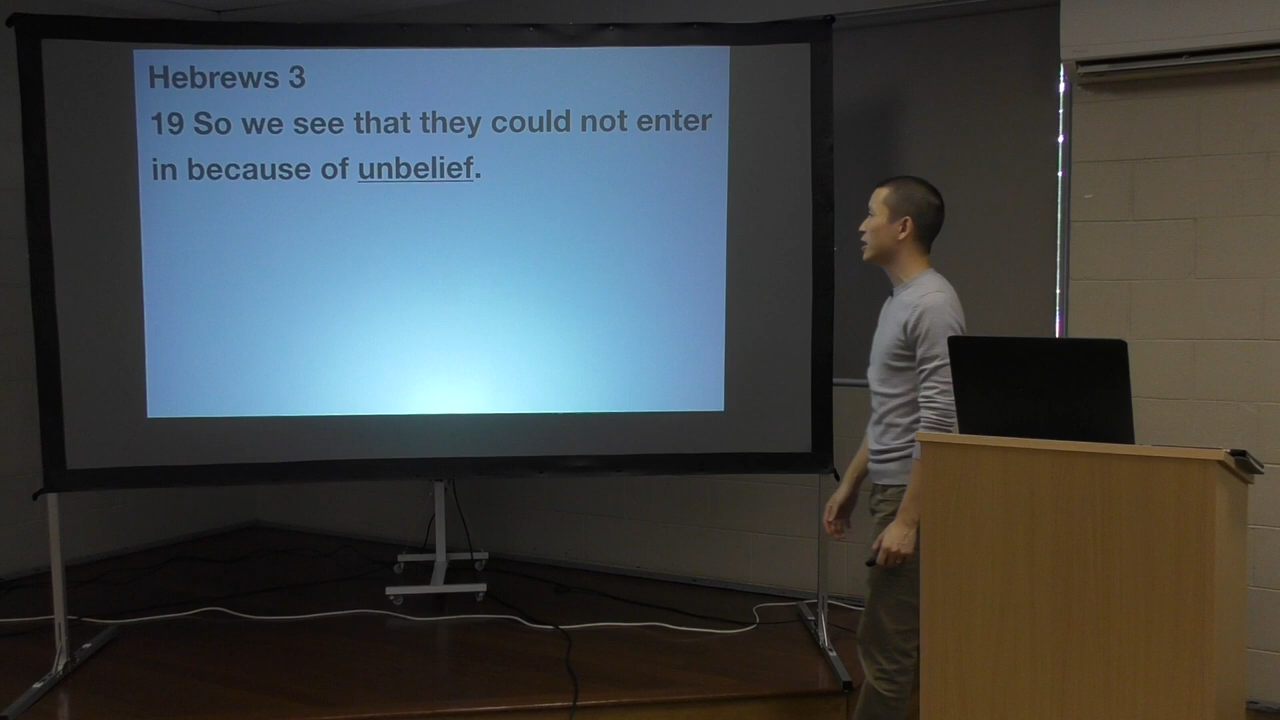 Hebrews 3
19 So we see that they could not enter
in because of unbelief.